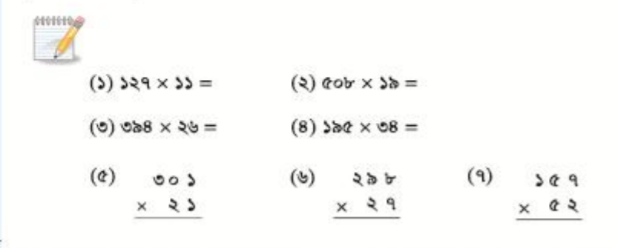 (১) ১২৭ × ১১ = (২) ৫০৮ × ১৯ =
(৩) ৩৯৪ × ২৬ = (৪) ১৯৫ × ৩৪ =
(৫) ৩০১ (৬) ২৯৮ (৭) ১৫৭
× ২১ × ২৭ × ৫২